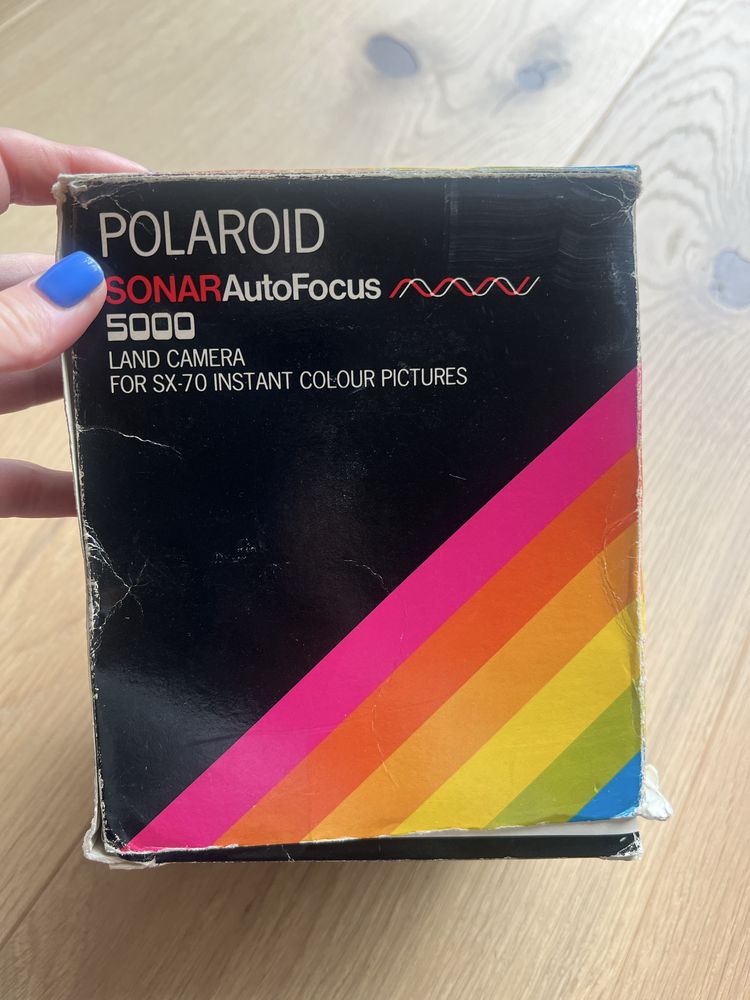 POLAROID
SONARAutoFocus
5000
LAND CAMERA
FOR SX-70 INSTANT COLOUR PICTURES